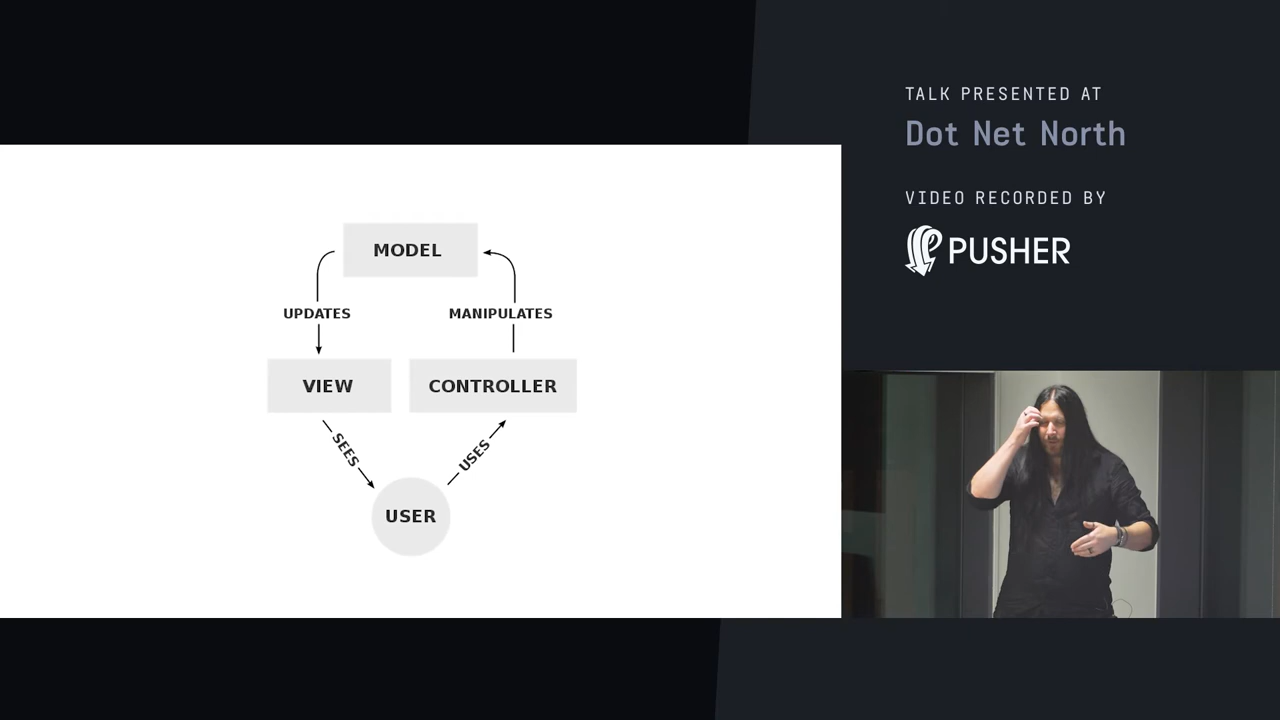 MODEL
UPDATES
MANIPULATES
VIEW
CONTROLLER
SEES
USES
USER
TALK PRESENTED AT
Dot Net North
VIDEO RECORDED BY
PUSHER